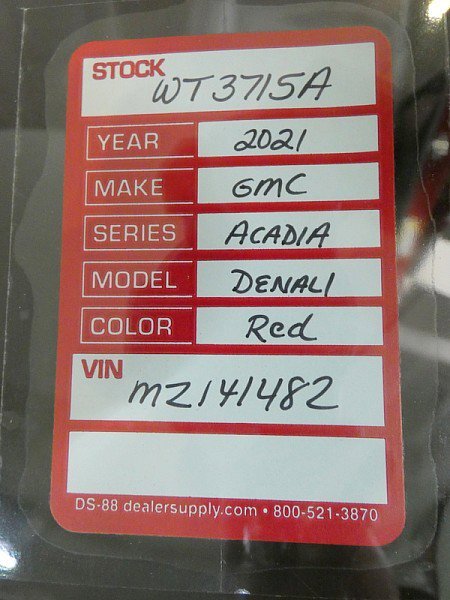 STOCK WT3715A
YEAR 2021
MAKE GMC
SERIES ACADIA
MODEL DENALI
COLOR Red
VIN MZ141482
DS-88 dealersupply.com • 800-521-3870